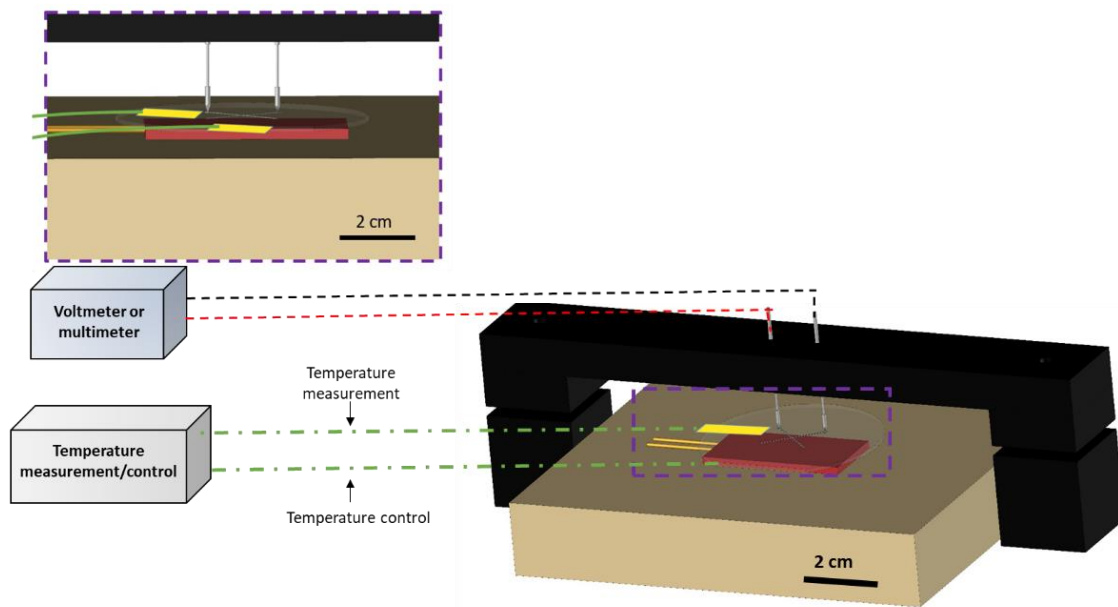 2 cm
Voltmeter or
multimeter
Temperature
measurement
Temperature
measurement/control
Temperature control
2 cm